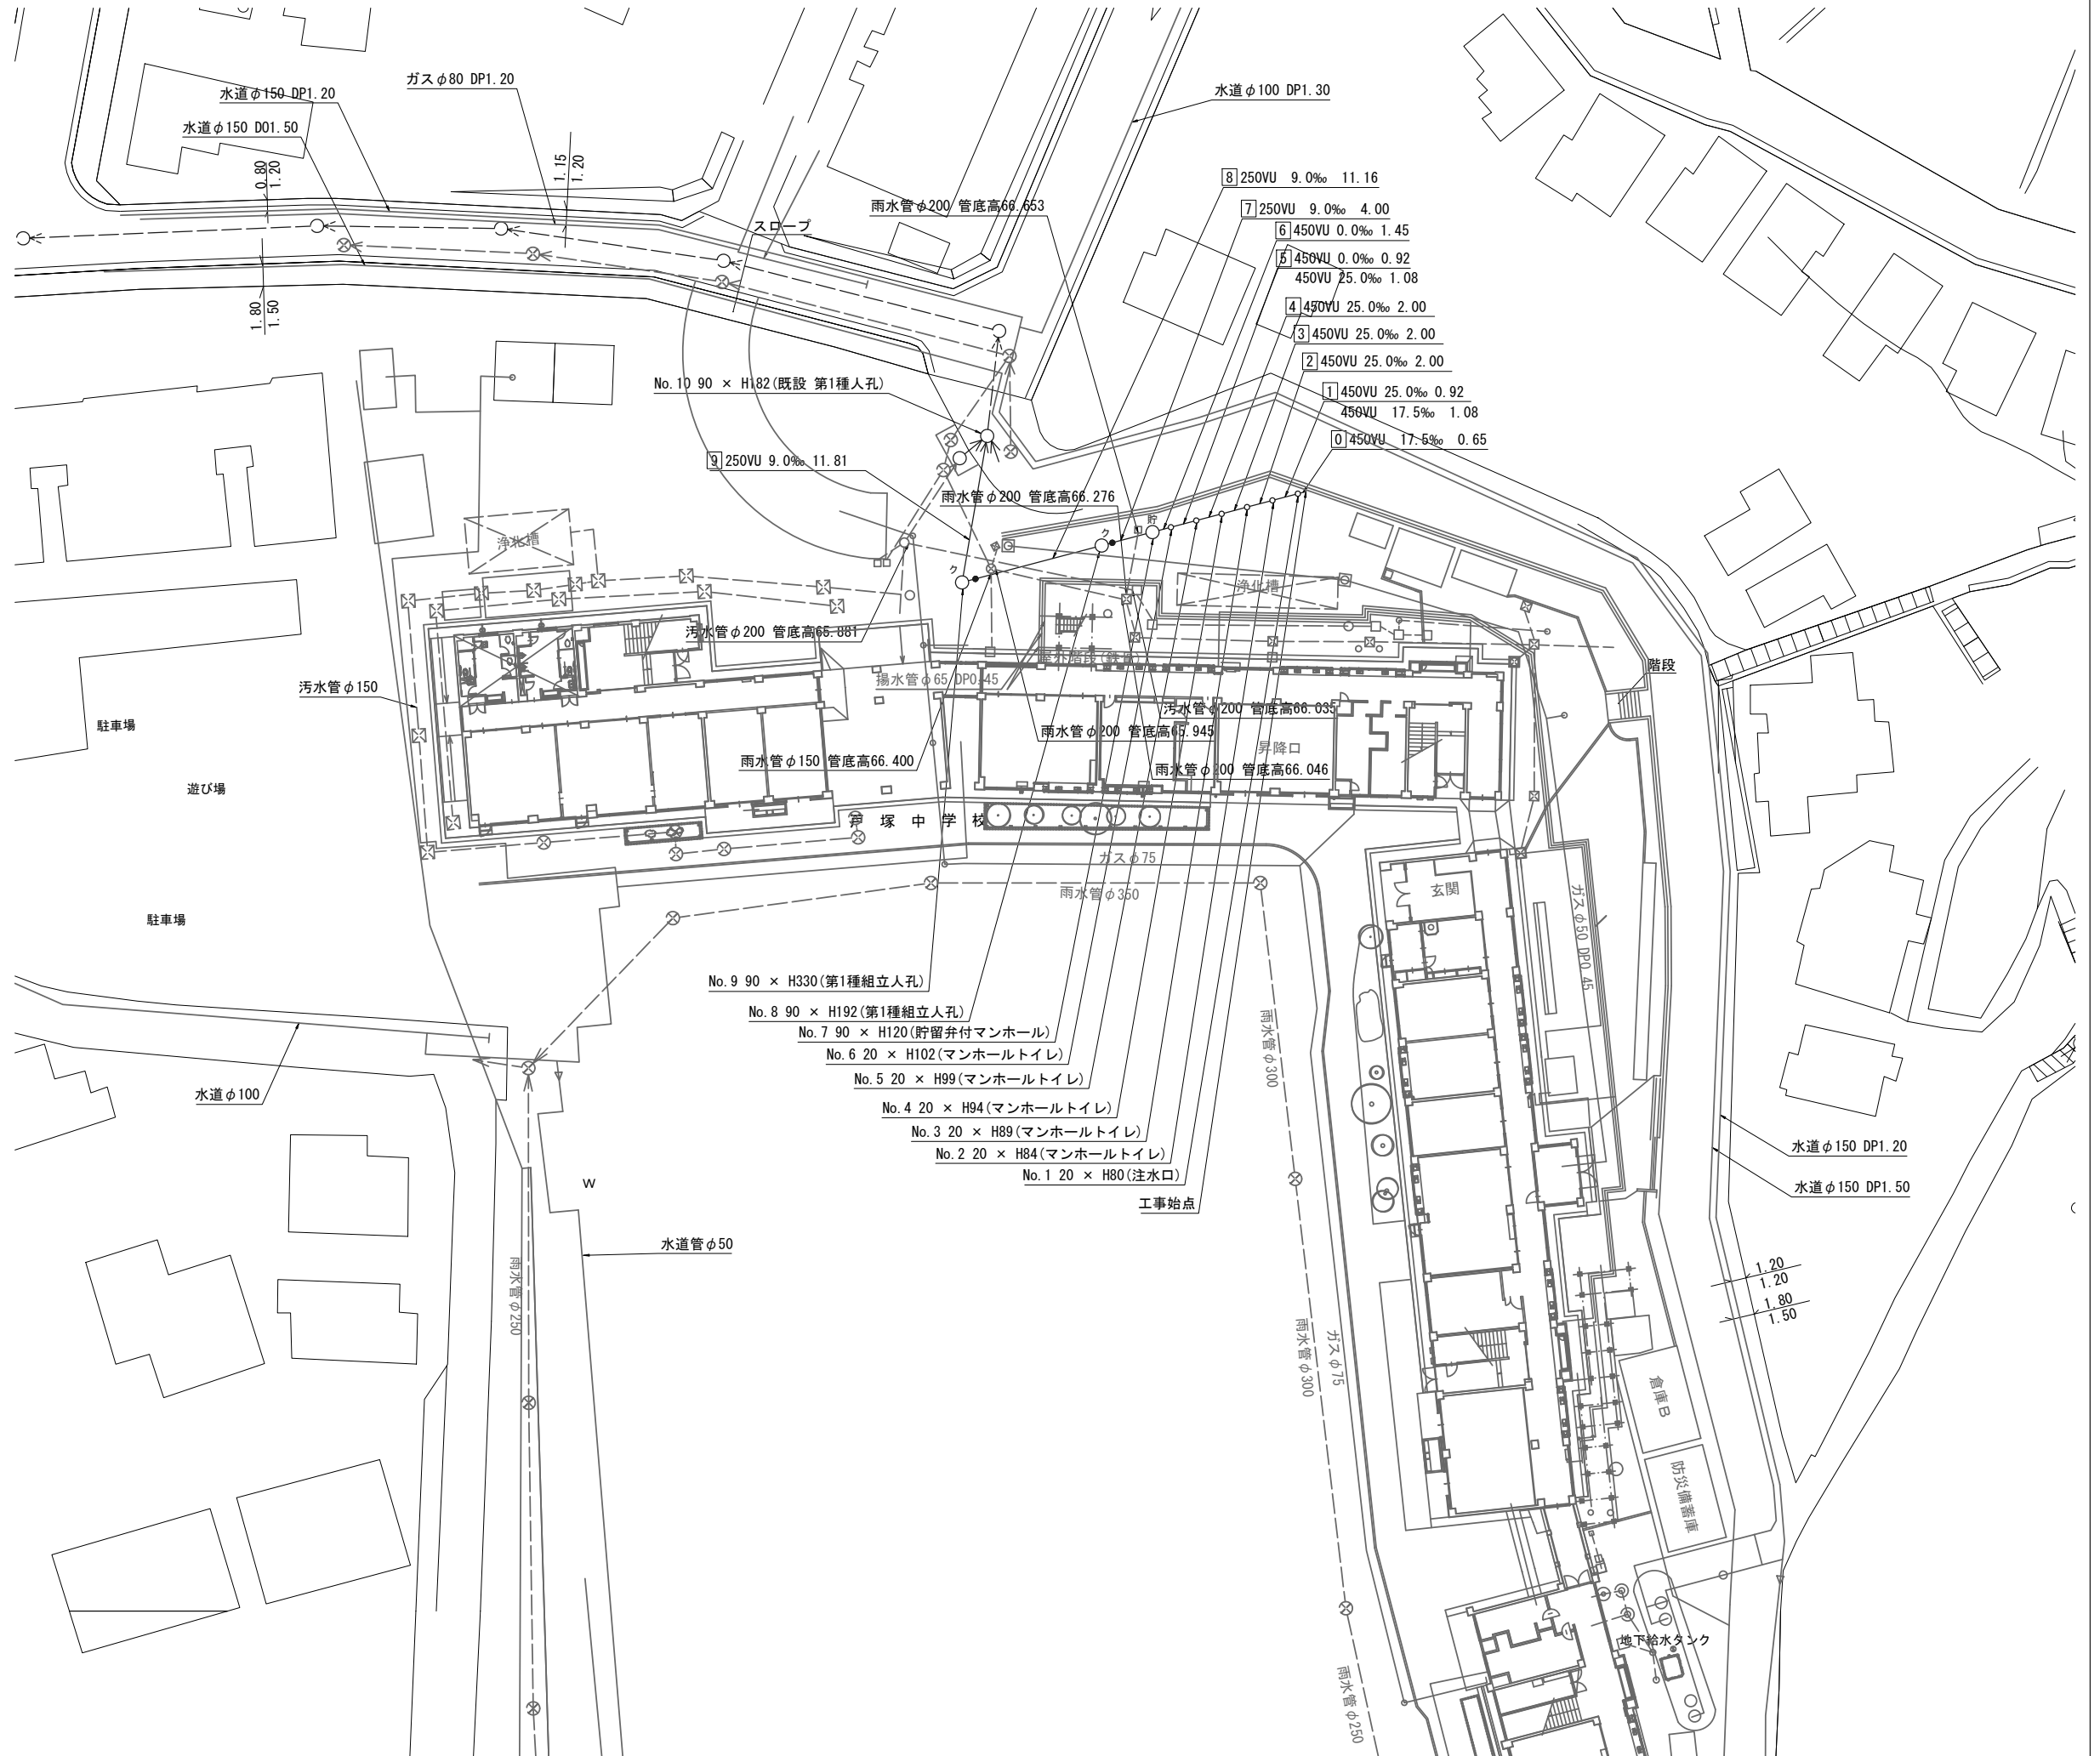 ガスφ80 DP1.20
水道φ150 DP1.20
水道φ150 DO1.50
水道φ100 DP1.30
0.80
1.20
1.15
1.20
1.80
1.50
スロープ
雨水管φ200 管底高66.653
8 250VU 9.0‰ 11.16
7 250VU 9.0‰ 4.00
6 450VU 0.0‰ 1.45
5 450VU 0.0‰ 0.92
450VU 25.0‰ 1.08
4 450VU 25.0‰ 2.00
3 450VU 25.0‰ 2.00
2 450VU 25.0‰ 2.00
1 450VU 25.0‰ 0.92
450VU 17.5‰ 1.08
0 450VU 17.5‰ 0.65
No.10 90 × H182(既設 第1種人孔)
9 250VU 9.0‰ 11.81
雨水管φ200 管底高66.276
貯
ク
ク
浄化槽
浄化槽
汚水管φ200 管底高65.881
屋外階段(鉄骨)
揚水管φ65 DP0.45
汚水管φ150
階段
汚水管φ200 管底高66.035
雨水管φ200 管底高65.945
昇降口
雨水管φ150 管底高66.400
雨水管φ200 管底高66.046
駐車場
遊び場
駐車場
戸塚中学校
ガスφ75
雨水管φ350
玄関
ガスφ50 DP0.45
No.9 90 × H330(第1種組立人孔)
No.8 90 × H192(第1種組立人孔)
No.7 90 × H120(貯留弁付マンホール)
No.6 20 × H102(マンホールトイレ)
No.5 20 × H99(マンホールトイレ)
No.4 20 × H94(マンホールトイレ)
No.3 20 × H89(マンホールトイレ)
No.2 20 × H84(マンホールトイレ)
No.1 20 × H80(注水口)
工事始点
雨水管φ300
水道φ100
水道φ150 DP1.20
水道φ150 DP1.50
W
水道管φ50
雨水管φ250
1.20
1.20
1.80
1.50
雨水管φ300
ガスφ75
倉庫B
防災備蓄庫
地下給水タンク
雨水管φ250